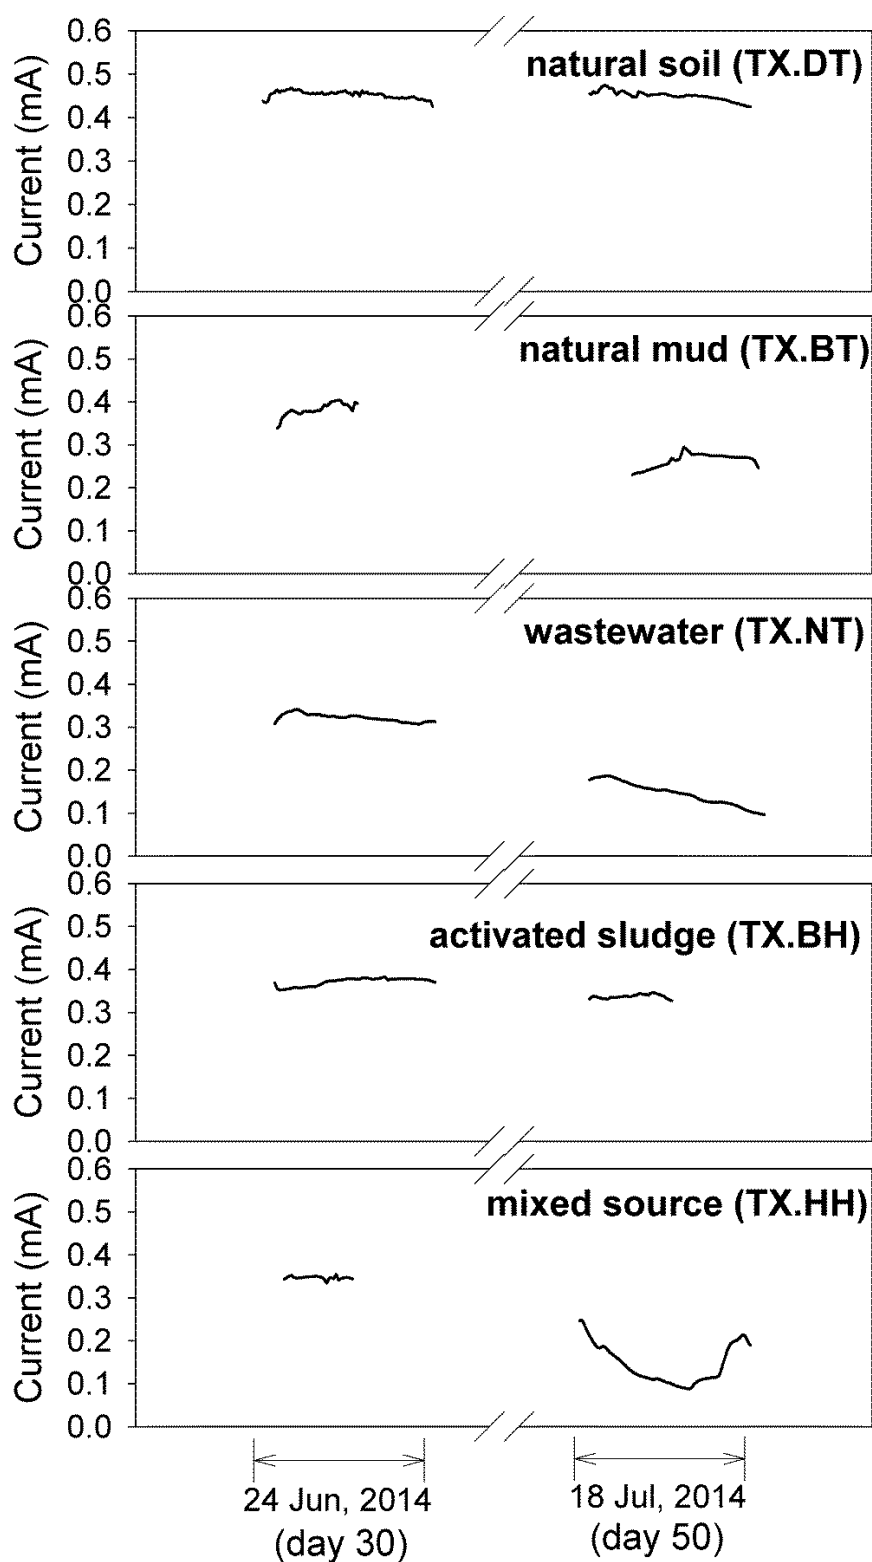 0.6
natural soil (TX.DT)
0.5
0.4
0.3
0.2
0.1
0.0
Current (mA)
0.6
natural mud (TX.BT)
0.5
0.4
0.3
0.2
0.1
0.0
Current (mA)
0.6
wastewater (TX.NT)
0.5
0.4
0.3
0.2
0.1
0.0
Current (mA)
0.6
activated sludge (TX.BH)
0.5
0.4
0.3
0.2
0.1
0.0
Current (mA)
0.6
mixed source (TX.HH)
0.5
0.4
0.3
0.2
0.1
0.0
Current (mA)
24 Jun, 2014
(day 30)
18 Jul, 2014
(day 50)